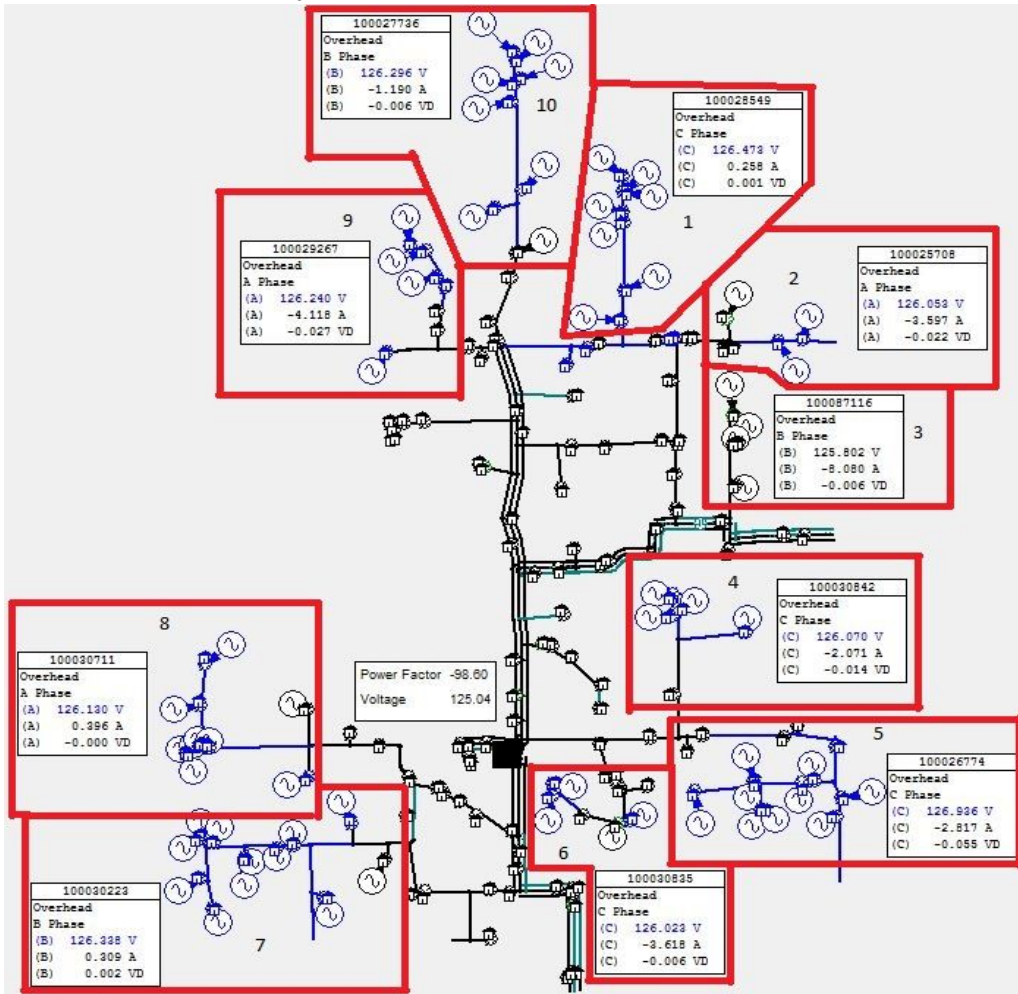 100027736
Overhead
B Phase
(B) 126.296 V
(B) -1.190 A
(B) -0.006 VD
10
100028549
Overhead
C Phase
(C) 126.473 V
(C) 0.258 A
(C) 0.001 VD
1
9
100029267
Overhead
A Phase
(A) 126.240 V
(A) -4.118 A
(A) -0.027 VD
2
100025708
Overhead
A Phase
(A) 126.053 V
(A) -3.597 A
(A) -0.022 VD
100087116
Overhead
B Phase
(B) 125.802 V
(B) -8.080 A
(B) -0.006 VD
3
4
100030842
Overhead
C Phase
(C) 126.070 V
(C) -2.071 A
(C) -0.014 VD
8
100030711
Overhead
A Phase
(A) 126.130 V
(A) 0.396 A
(A) -0.000 VD
Power Factor -98.60
Voltage 125.04
5
100026774
Overhead
C Phase
(C) 126.936 V
(C) -2.817 A
(C) -0.055 VD
6
100030835
Overhead
C Phase
(C) 126.023 V
(C) -3.618 A
(C) -0.006 VD
100030223
Overhead
B Phase
(B) 126.338 V
(B) 0.309 A
(B) 0.002 VD
7